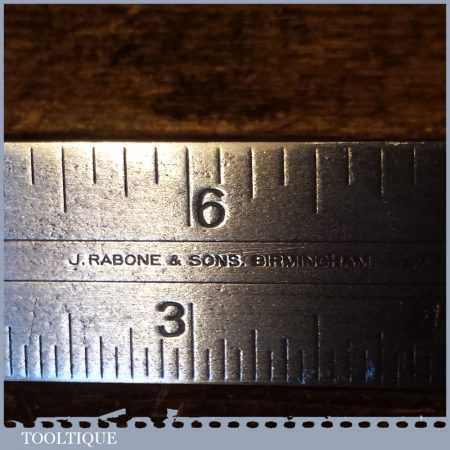 6
J. RABONE & SONS. BIRMINGHAM
3
TOOLTIQUE